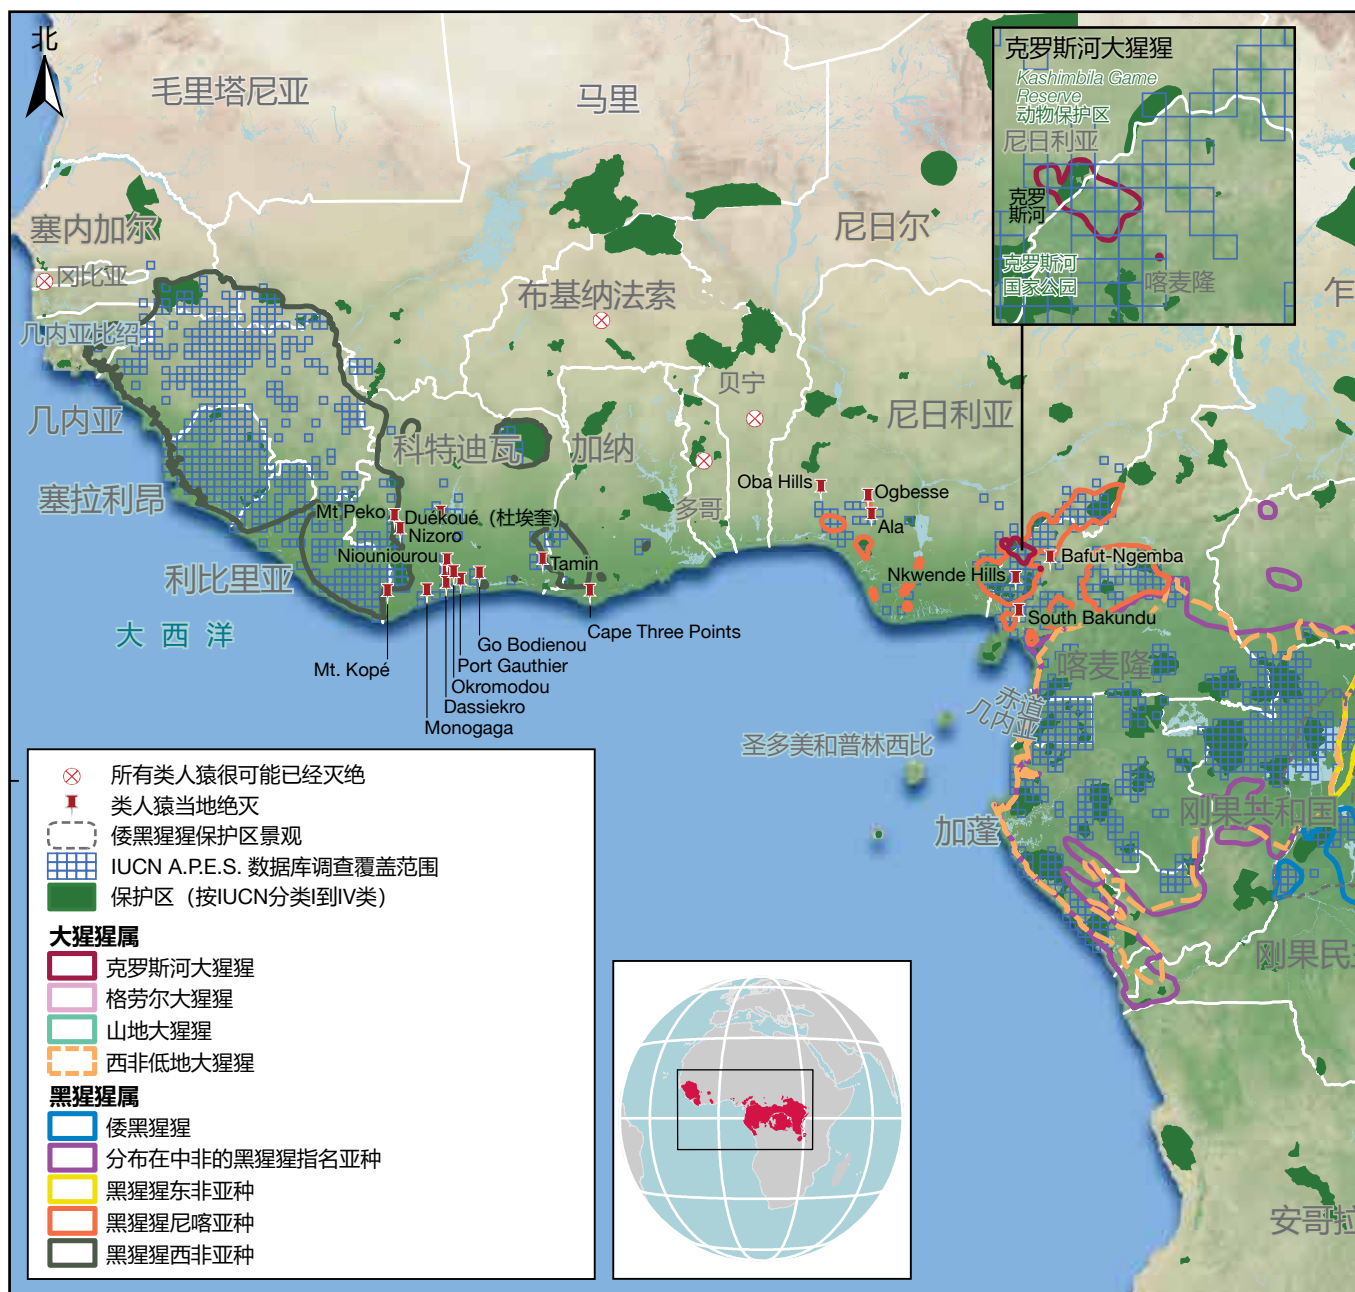 北
毛里塔尼亚
马里
克罗斯河大猩猩
Kashimbila Game
Reserve
动物保护区
尼日利亚
克罗
斯河
克罗斯河
国家公园
喀麦隆
塞内加尔
尼日尔
冈比亚
布基纳法索
乍
几内亚比绍
贝宁
几内亚
科特迪瓦
加纳
尼日利亚
塞拉利昂
Oba Hills
Ogbesse
Mt Peko
Duékoué（杜埃奎）
多哥
Ala
Nizoro
Niouniourou
Tamin
Bafut-Ngemba
利比里亚
Nkwende Hills
South Bakundu
大 西 洋
Cape Three Points
Go Bodienou
Mt. Kopé
Port Gauthier
Okromodou
Dassiekro
Monogaga
喀麦隆
赤道
几内亚
圣多美和普林西比
加蓬
刚果共和国
刚果民主
安哥拉
所有类人猿很可能已经灭绝
类人猿当地绝灭
倭黑猩猩保护区景观
IUCN A.P.E.S. 数据库调查覆盖范围
保护区（按IUCN分类I到IV类）
大猩猩属
克罗斯河大猩猩
格劳尔大猩猩
山地大猩猩
西非低地大猩猩
黑猩猩属
倭黑猩猩
分布在中非的黑猩猩指名亚种
黑猩猩东非亚种
黑猩猩尼喀亚种
黑猩猩西非亚种